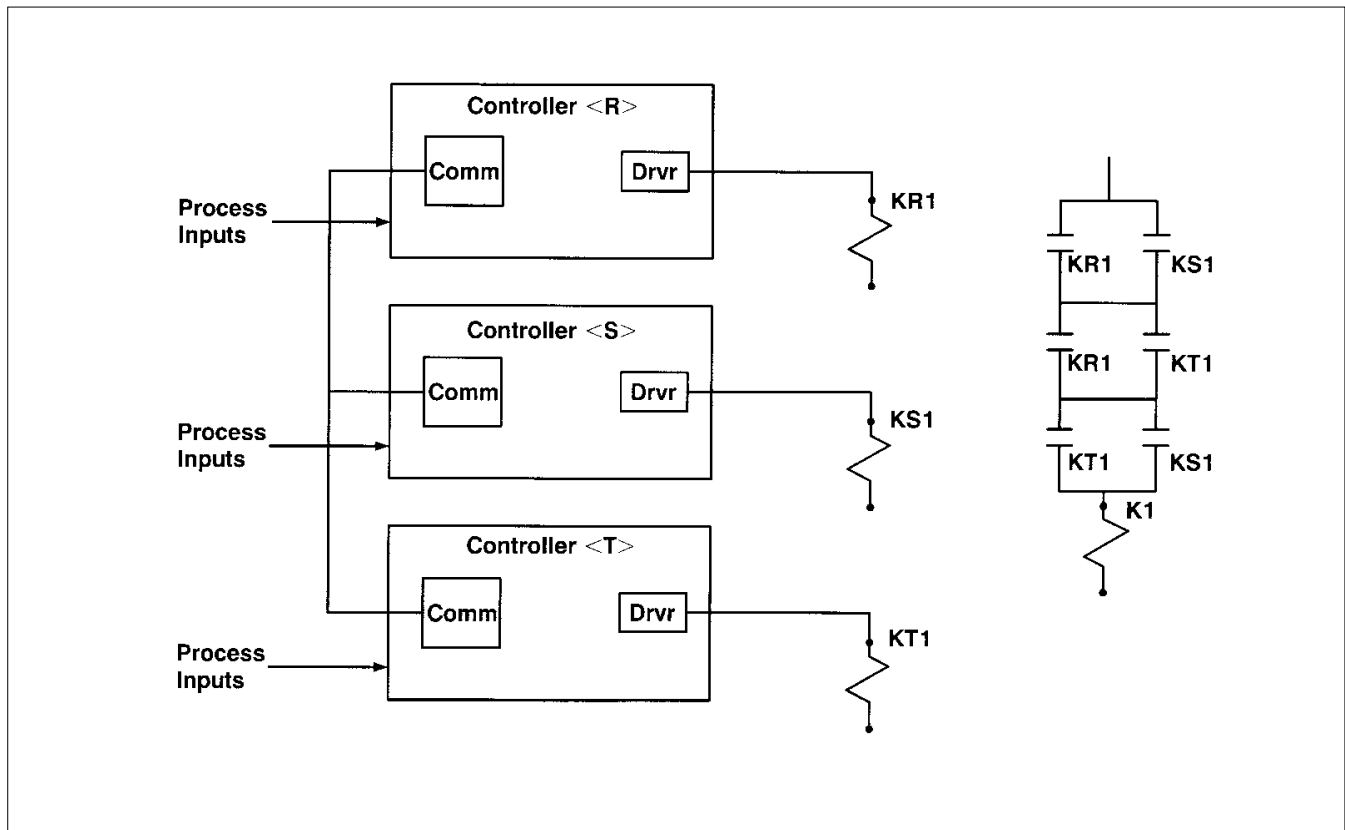 Controller <R>
Comm
Drvr
Process
Inputs
KR1
Controller <S>
Comm
Drvr
Process
Inputs
KS1
Controller <T>
Comm
Drvr
Process
Inputs
KT1
KR1
KS1
KR1
KT1
KT1
KS1
K1